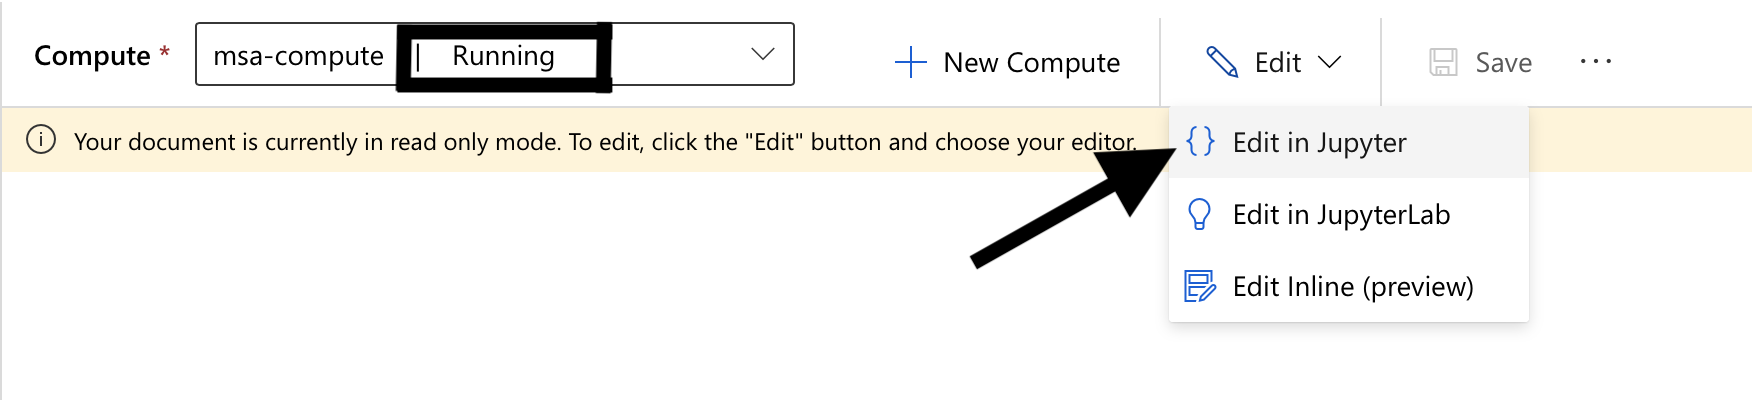 Compute *
msa-compute | Running
New Compute
Edit
Save
Your document is currently in read only mode. To edit, click the "Edit" button and choose your editor.
Edit in Jupyter
Edit in JupyterLab
Edit Inline (preview)